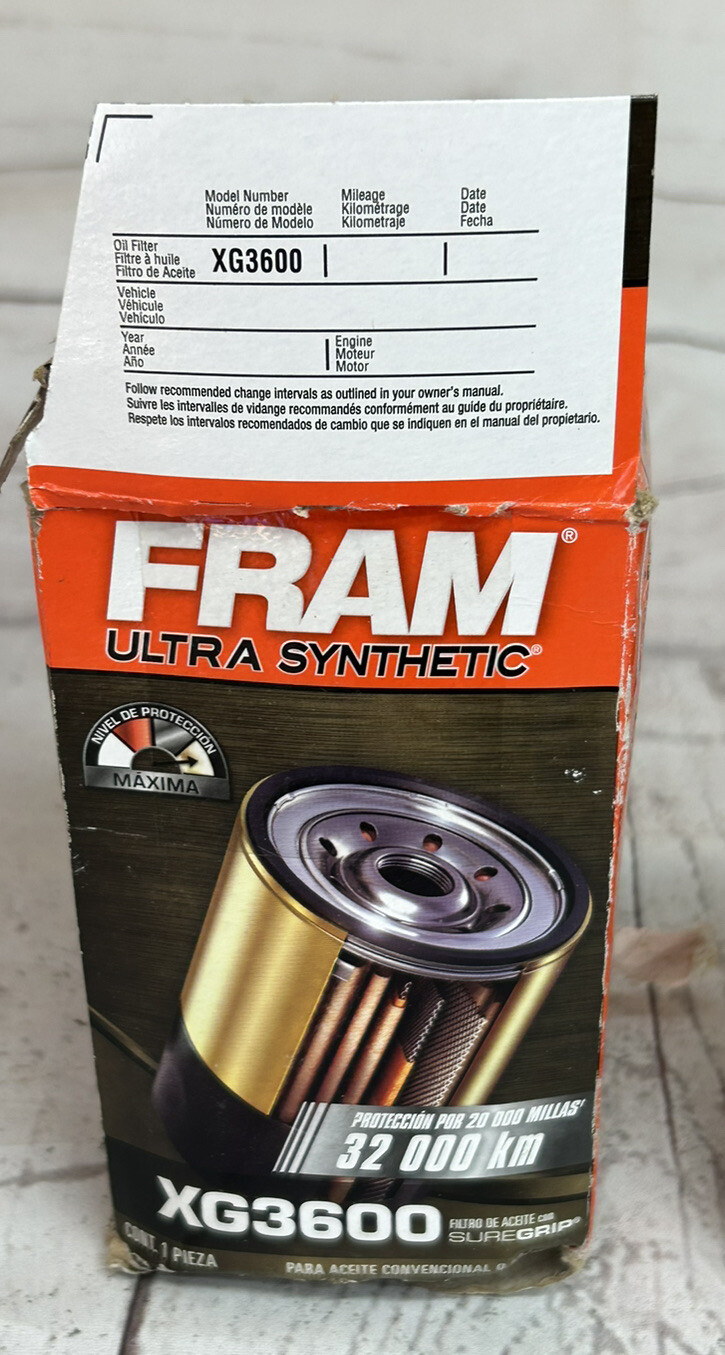 Model Number Mileage Date
Numéro de modèle Kilométrage Date
Número de Modelo Kilometraje Fecha
Oil Filter
Filtre à huile XG3600
Filtro de Aceite
Vehicle
Véhicule
Vehículo
Year Engine
Année Moteur
Año Motor
Follow recommended change intervals as outlined in your owner's manual.
Suivre les intervalles de vidange recommandés conformément au guide du propriétaire.
Respete los intervalos recomendados de cambio que se indiquen en el manual del propietario.
FRAM®
ULTRA SYNTHETIC®
NIVEL DE PROTECCIÓN
MÁXIMA
PROTECCIÓN POR 20 000 MILLAS
32 000 km
XG3600 FILTRO DE ACEITE con
SUREGRIP®
CONT. 1 PIEZA
PARA ACEITE CONVENCIONAL